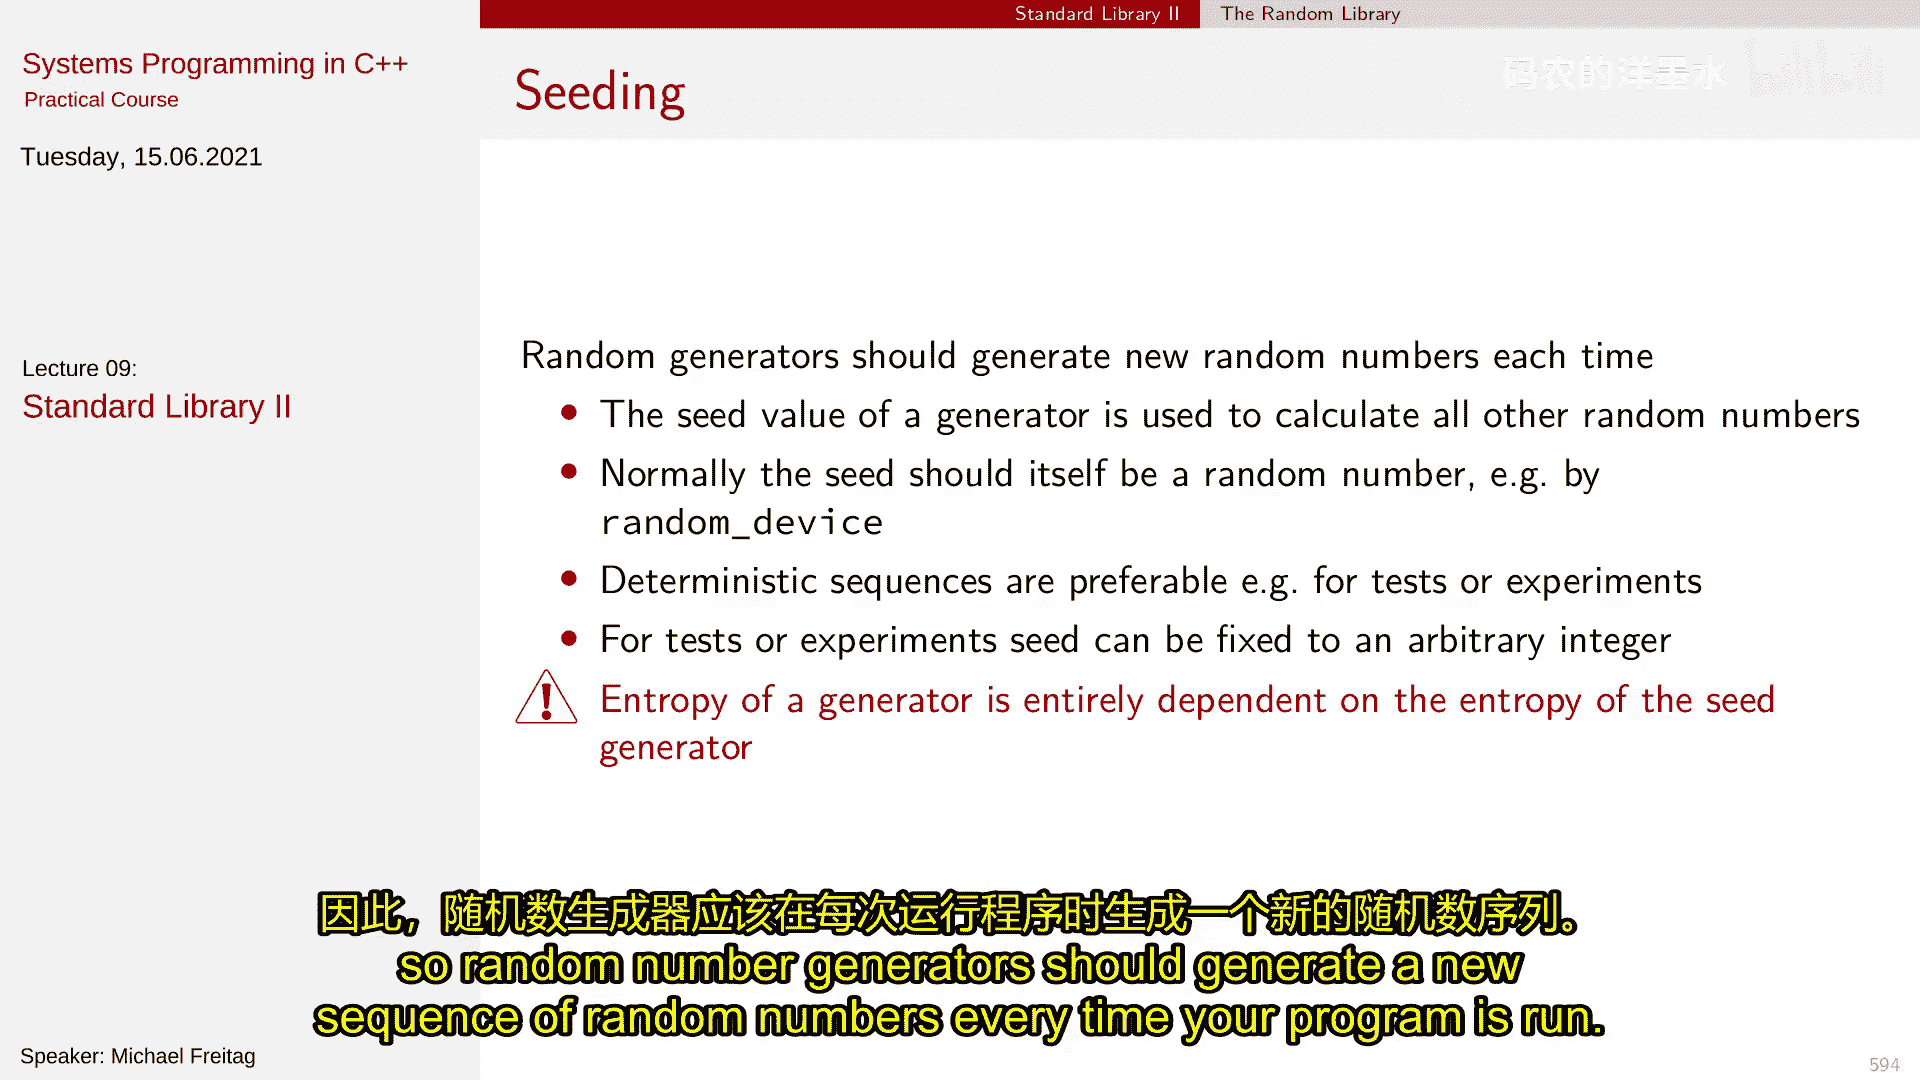 Standard Library II
The Random Library
Systems Programming in C++
Practical Course
Tuesday, 15.06.2021
Lecture 09:
Standard Library II
Seeding
码农的洋墨水
bilibili
Random generators should generate new random numbers each time
The seed value of a generator is used to calculate all other random numbers
Normally the seed should itself be a random number, e.g. by
random_device
Deterministic sequences are preferable e.g. for tests or experiments
For tests or experiments seed can be fixed to an arbitrary integer
Entropy of a generator is entirely dependent on the entropy of the seed
generator
因此，随机数生成器应该在每次运行程序时生成一个新的随机数序列。
so random number generators should generate a new
sequence of random numbers every time your program is run.
Speaker: Michael Freitag
594